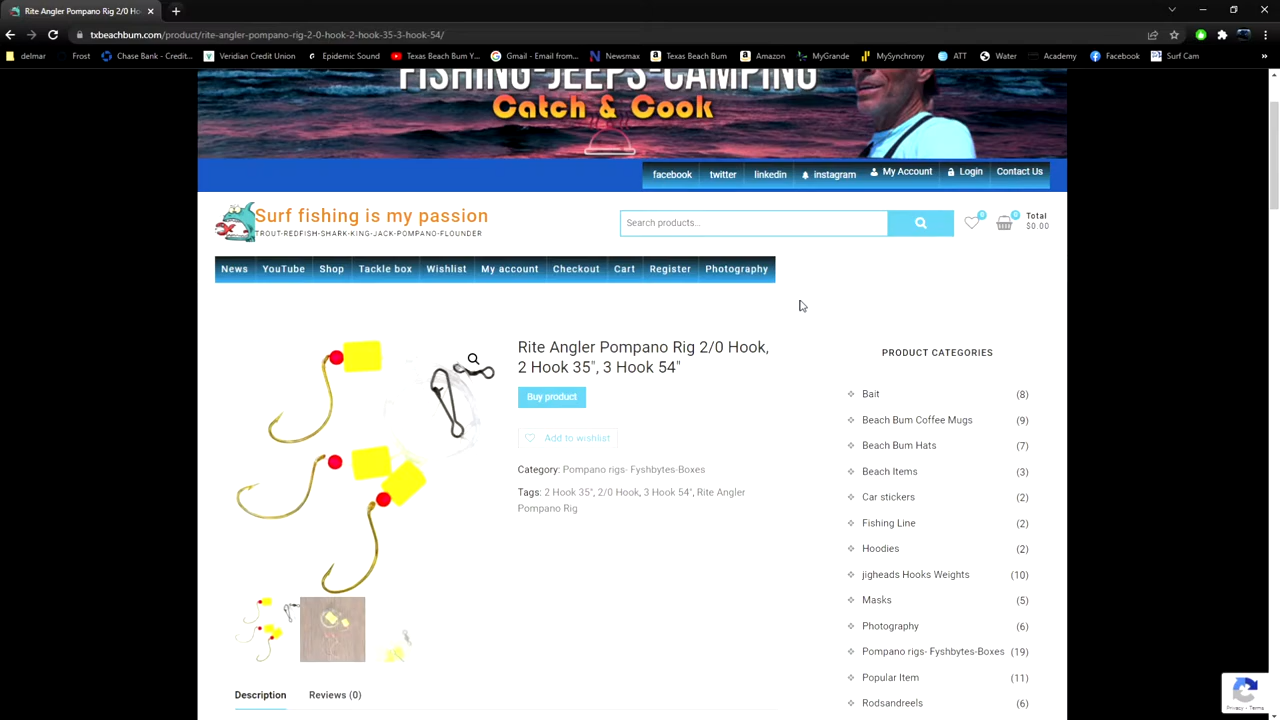 Rite Angler Pompano Rig 2/0 Ho
txbeachbum.com/product/rite-angler-pompano-rig-2-0-hook-2-hook-35-3-hook-54/
delmar Frost Chase Bank - Credit... Veridian Credit Union Epidemic Sound Texas Beach Bum Y... Gmail - Email from... Newsmax Texas Beach Bum Amazon MyGrande MySynchrony ATT Water Academy Facebook Surf Cam »
FISHING-JEEPS-CAMPING
Catch & Cook
facebook twitter linkedin instagram My Account Login Contact Us
Surf fishing is my passion
TROUT-REDFISH-SHARK-KING-JACK-POMPANO-FLOUNDER
Search products...
0 0 Total
$0.00
News YouTube Shop Tackle box Wishlist My account Checkout Cart Register Photography
Rite Angler Pompano Rig 2/0 Hook,
2 Hook 35", 3 Hook 54"
Buy product
Add to wishlist
Category: Pompano rigs- Fyshbytes-Boxes
Tags: 2 Hook 35", 2/0 Hook, 3 Hook 54", Rite Angler
Pompano Rig
PRODUCT CATEGORIES
Bait (8)
Beach Bum Coffee Mugs (9)
Beach Bum Hats (7)
Beach Items (3)
Car stickers (2)
Fishing Line (2)
Hoodies (2)
jigheads Hooks Weights (10)
Masks (5)
Photography (6)
Pompano rigs- Fyshbytes-Boxes (19)
Popular Item (11)
Rodsandreels (6)
Description Reviews (0)
Privacy - Terms